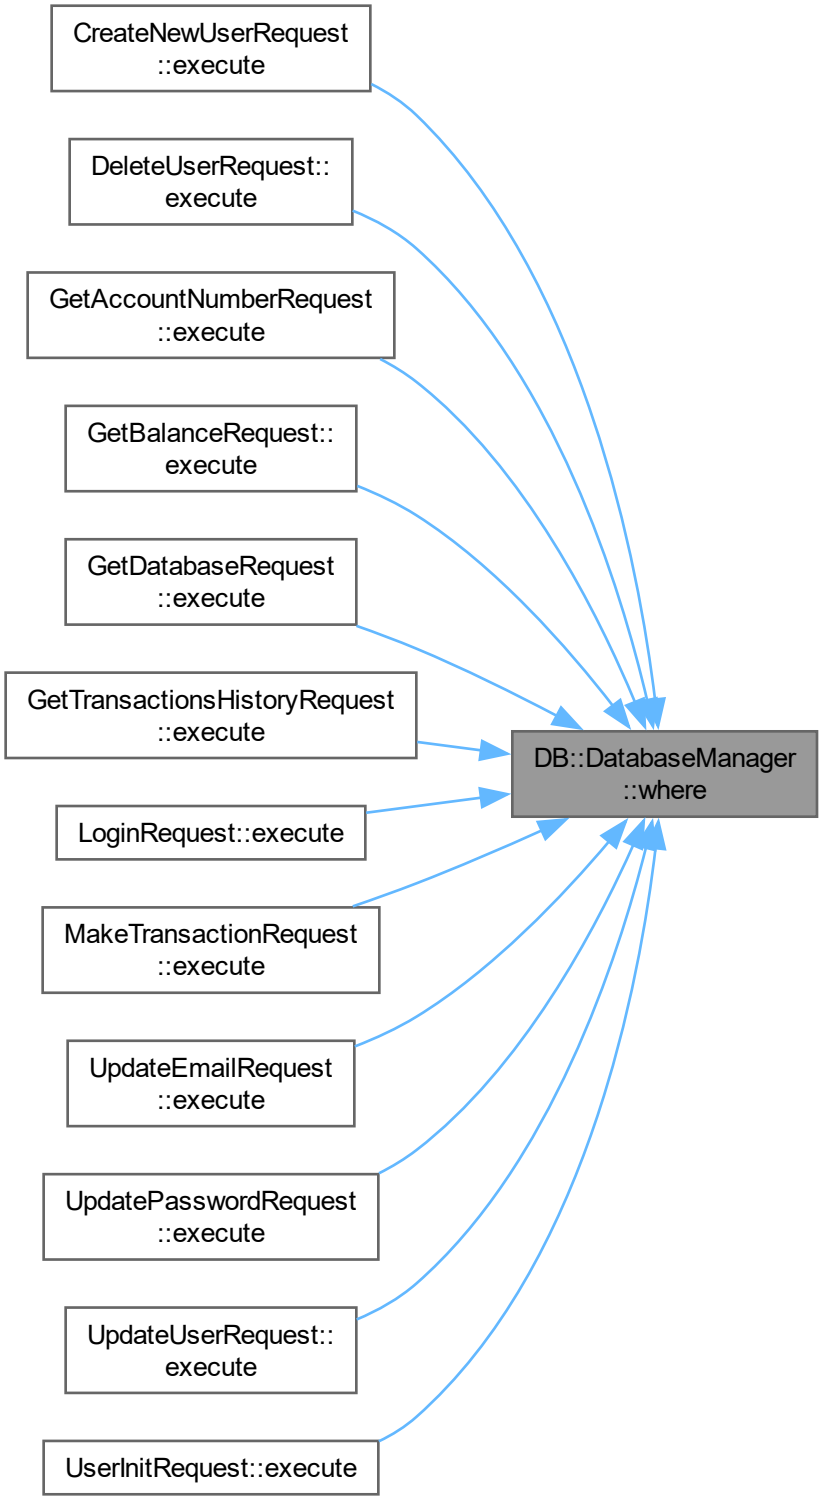 CreateNewUserRequest
::execute
DeleteUserRequest::
execute
GetAccountNumberRequest
::execute
GetBalanceRequest::
execute
GetDatabaseRequest
::execute
GetTransactionsHistoryRequest
::execute
DB::DatabaseManager
::where
LoginRequest::execute
MakeTransactionRequest
::execute
UpdateEmailRequest
::execute
UpdatePasswordRequest
::execute
UpdateUserRequest::
execute
UserInitRequest::execute